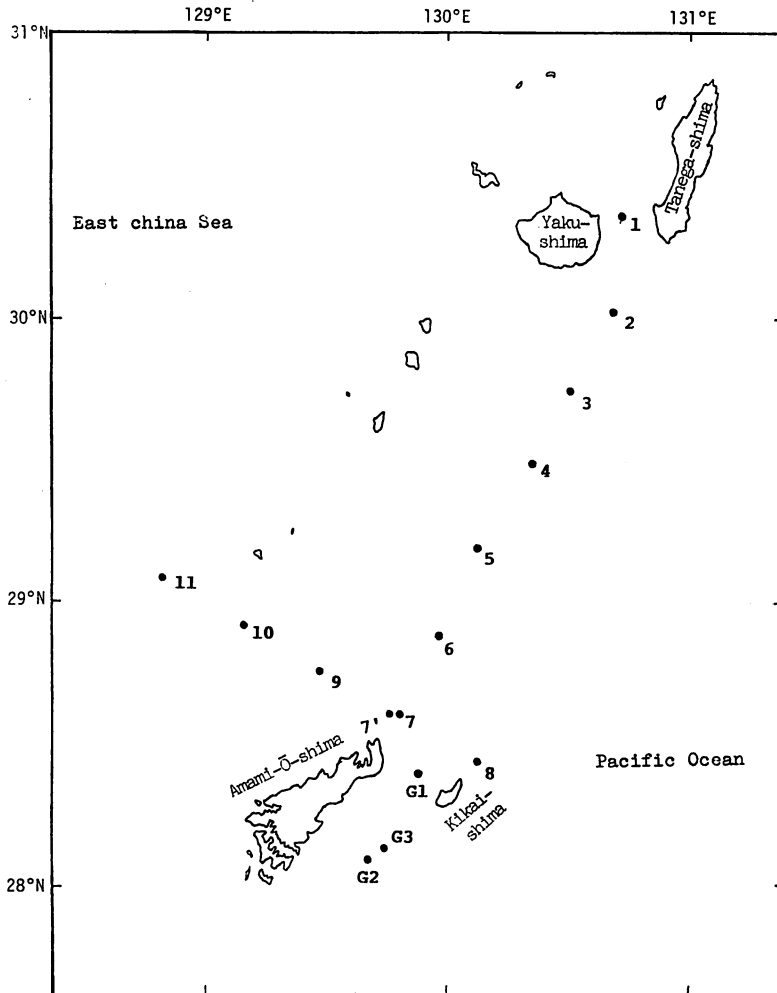 129°E 130°E 131°E
31°N
Tanega-shima
1
East china Sea
Yaku-
shima
30°N
2
3
4
5
11
29°N
10
6
9
7' 7
Amami-Ō-shima
Pacific Ocean
8
G1
Kikai-
shima
G3
G2
28°N